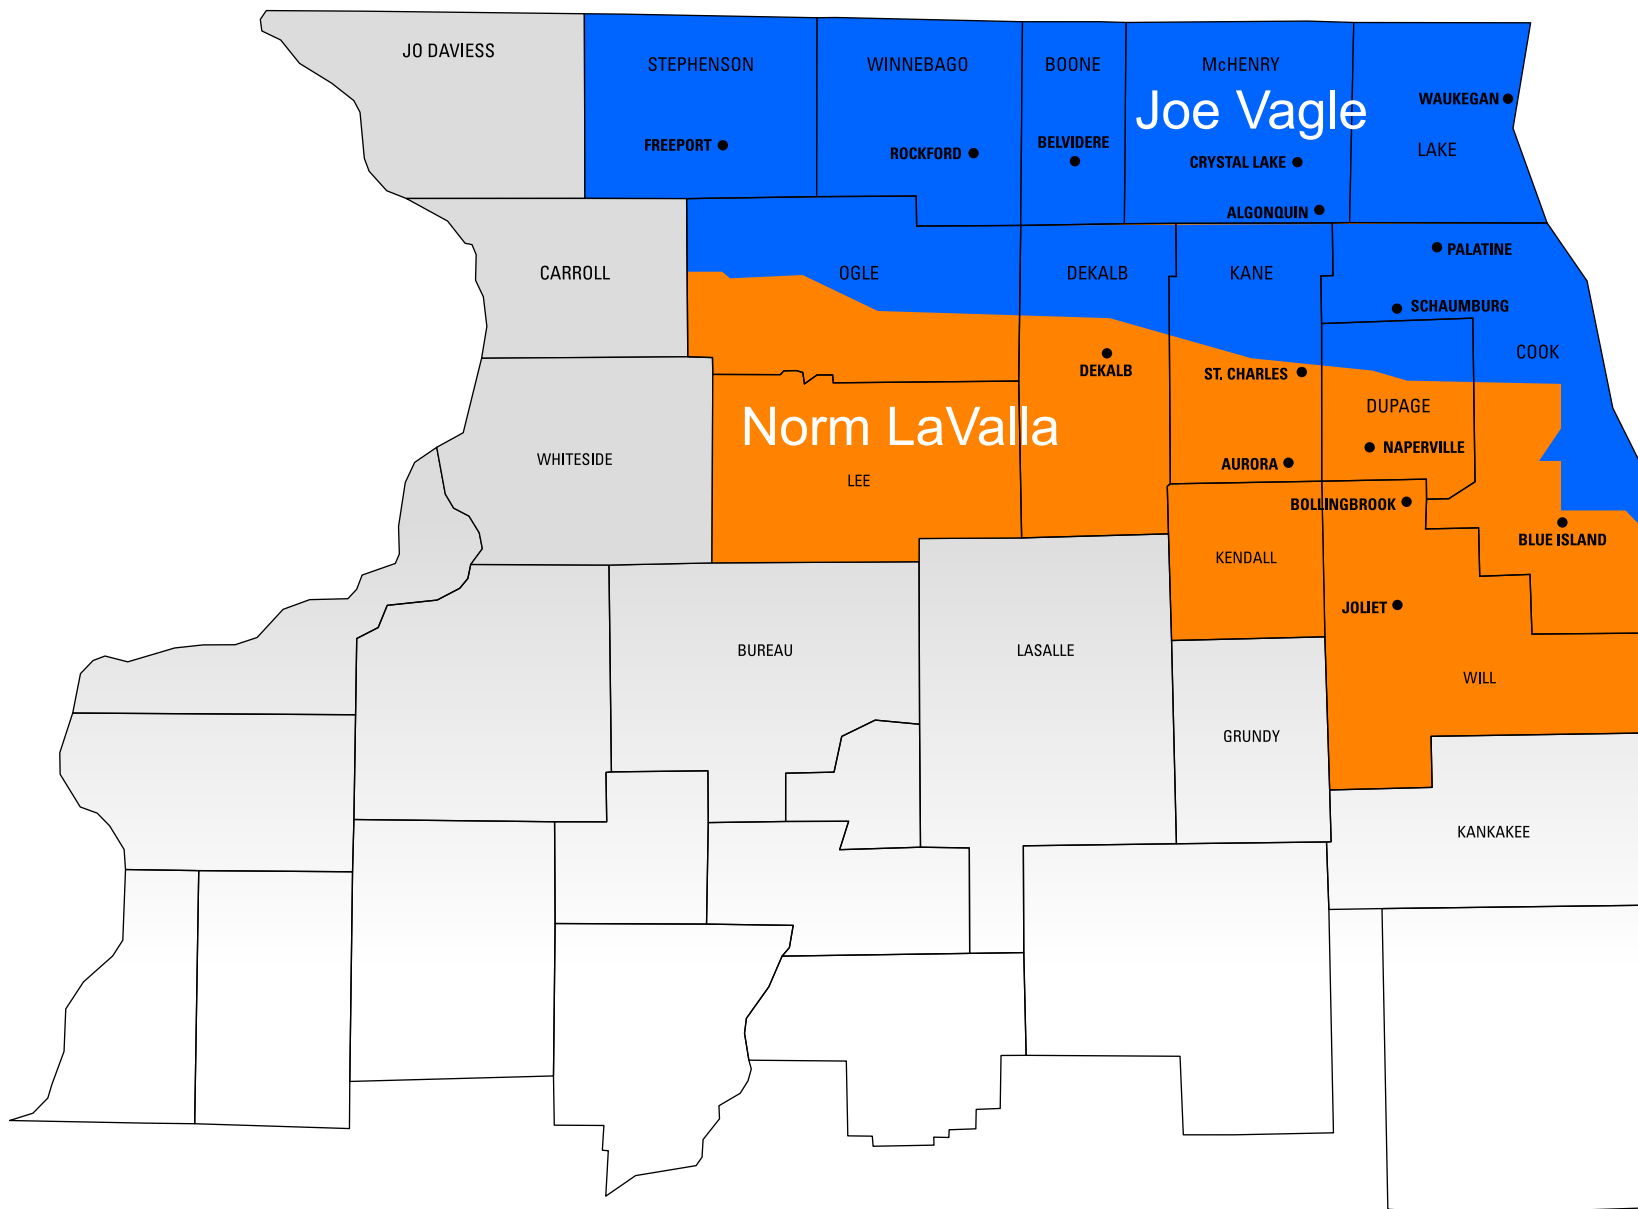 JO DAVIESS
STEPHENSON
WINNEBAGO
BOONE
McHENRY
Joe Vagle
WAUKEGAN
FREEPORT
ROCKFORD
BELVIDERE
CRYSTAL LAKE
LAKE
ALGONQUIN
PALATINE
CARROLL
OGLE
DEKALB
KANE
SCHAUMBURG
COOK
DEKALB
ST. CHARLES
DUPAGE
Norm LaValla
NAPERVILLE
WHITESIDE
LEE
AURORA
BOLLINGBROOK
BLUE ISLAND
KENDALL
JOLIET
BUREAU
LASALLE
WILL
GRUNDY
KANKAKEE